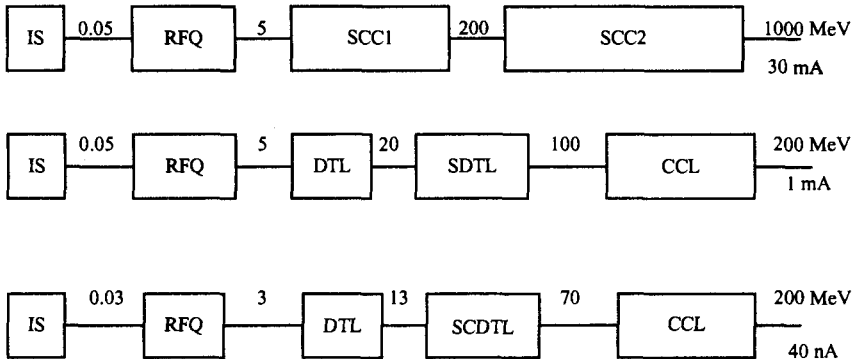 IS 0.05 RFQ 5 SCC1 200 SCC2 1000 MeV
30 mA
IS 0.05 RFQ 5 DTL 20 SDTL 100 CCL 200 MeV
1 mA
IS 0.03 RFQ 3 DTL 13 SCDTL 70 CCL 200 MeV
40 nA